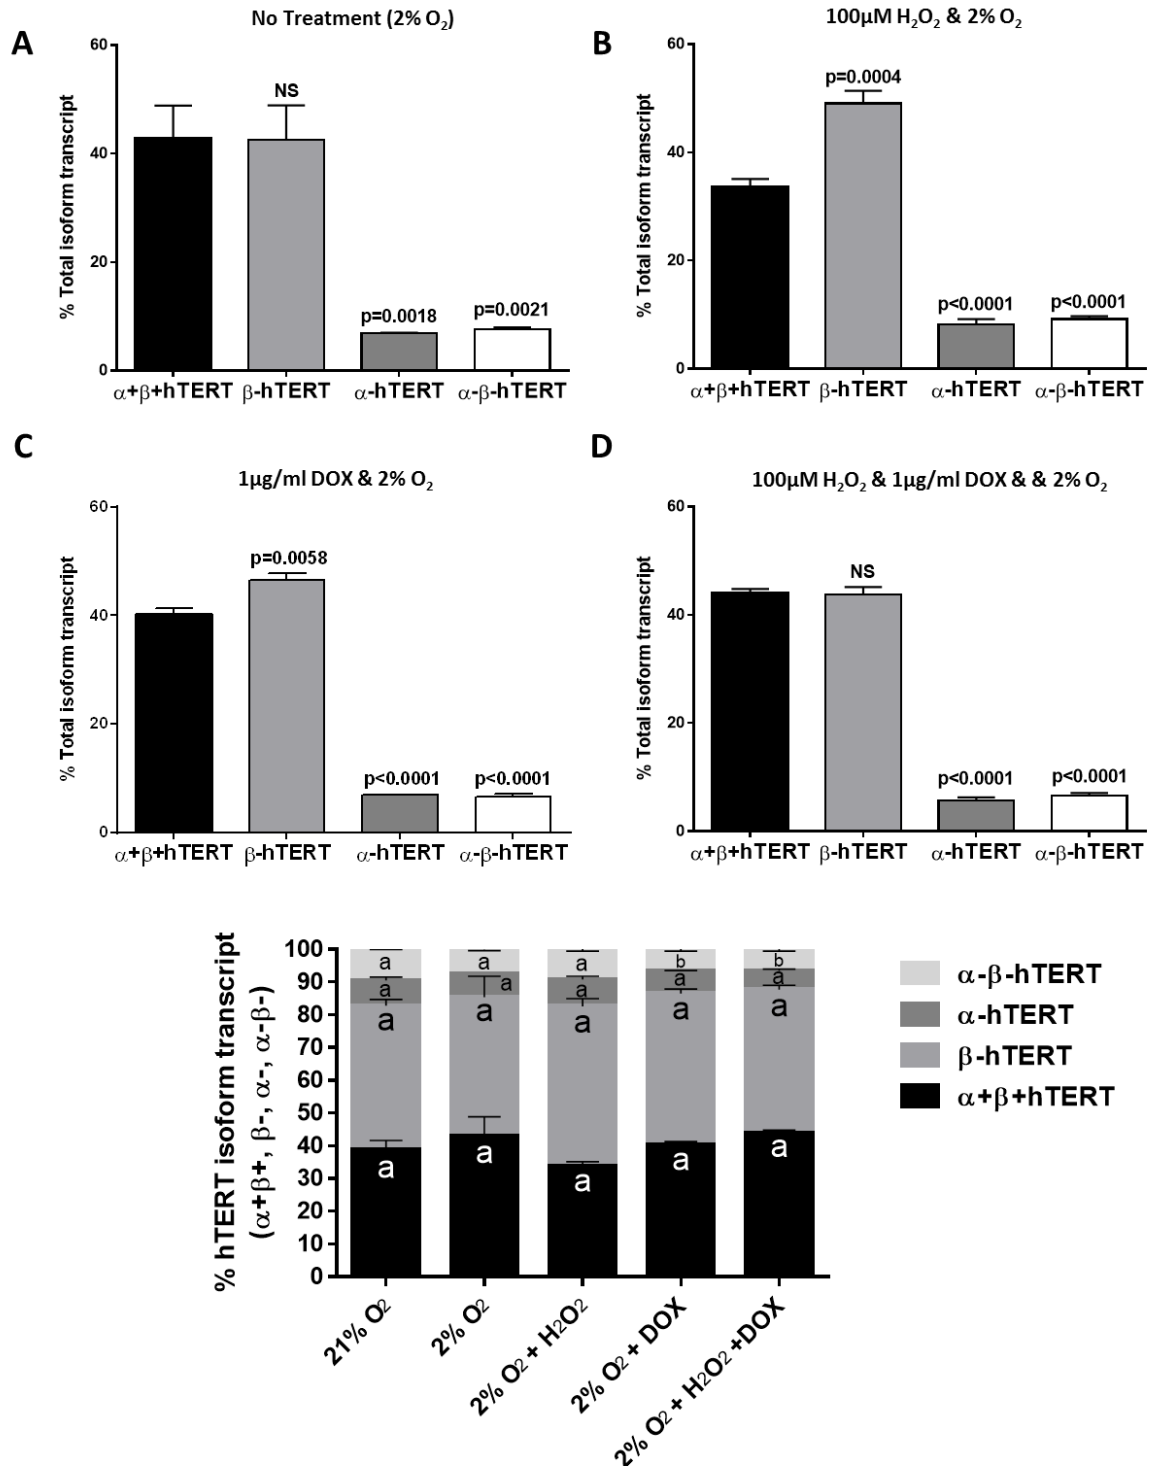 No Treatment (2% O₂)
A
% Total isoform transcript
60
40
20
0
NS
p=0.0018
p=0.0021
α+β+hTERT
β-hTERT
α-hTERT
α-β-hTERT
100µM H₂O₂ & 2% O₂
B
% Total isoform transcript
60
40
20
0
p=0.0004
p<0.0001
p<0.0001
α+β+hTERT
β-hTERT
α-hTERT
α-β-hTERT
C
1µg/ml DOX & 2% O₂
% Total isoform transcript
60
40
20
0
p=0.0058
p<0.0001
p<0.0001
α+β+hTERT
β-hTERT
α-hTERT
α-β-hTERT
D
100µM H₂O₂ & 1µg/ml DOX & & 2% O₂
% Total isoform transcript
60
40
20
0
NS
p<0.0001
p<0.0001
α+β+hTERT
β-hTERT
α-hTERT
α-β-hTERT
% hTERT isoform transcript
(α+β+, β-, α-, α-β-)
100
90
80
70
60
50
40
30
20
10
0
a a a b b
a a a a a
a a a a a
a a a a a
21% O2
2% O2
2% O2 + H2O2
2% O2 + DOX
2% O2 + H2O2 +DOX
α-β-hTERT
α-hTERT
β-hTERT
α+β+hTERT